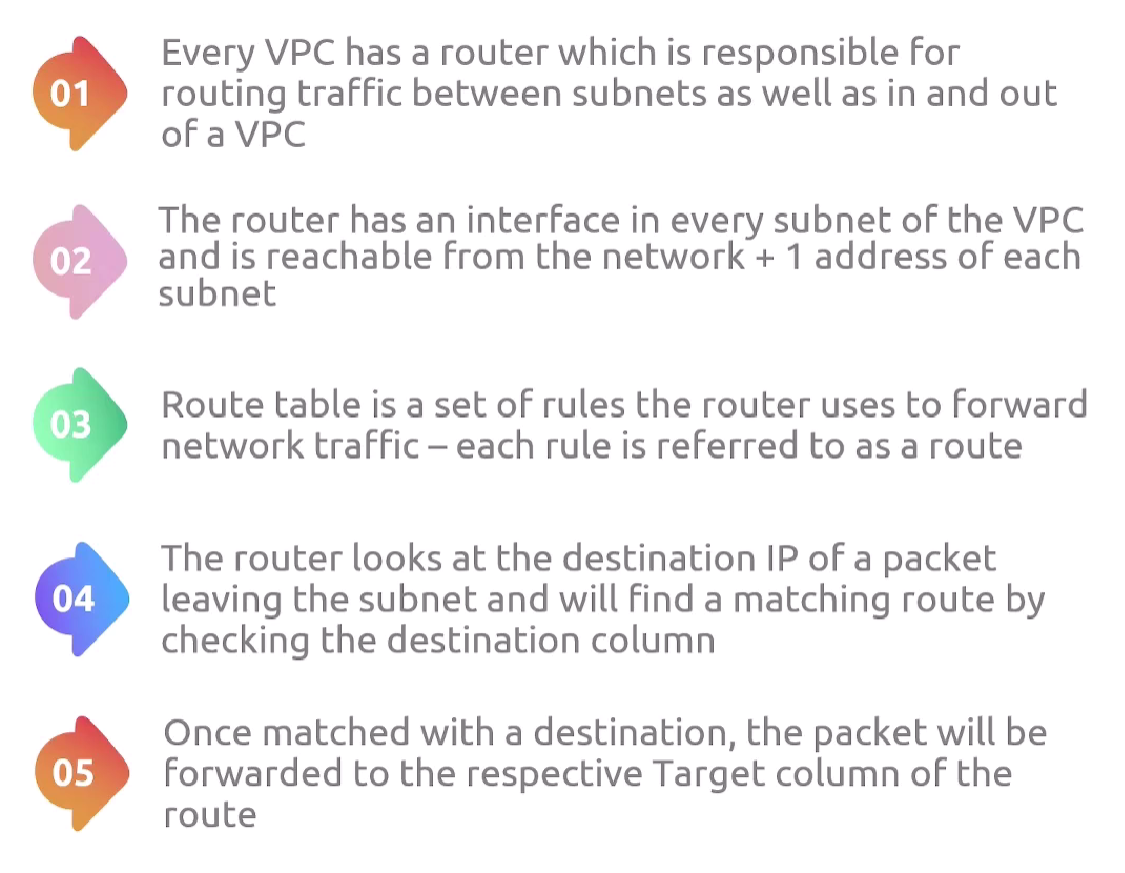 01
Every VPC has a router which is responsible for
routing traffic between subnets as well as in and out
of a VPC
02
The router has an interface in every subnet of the VPC
and is reachable from the network + 1 address of each
subnet
03
Route table is a set of rules the router uses to forward
network traffic – each rule is referred to as a route
04
The router looks at the destination IP of a packet
leaving the subnet and will find a matching route by
checking the destination column
05
Once matched with a destination, the packet will be
forwarded to the respective Target column of the
route